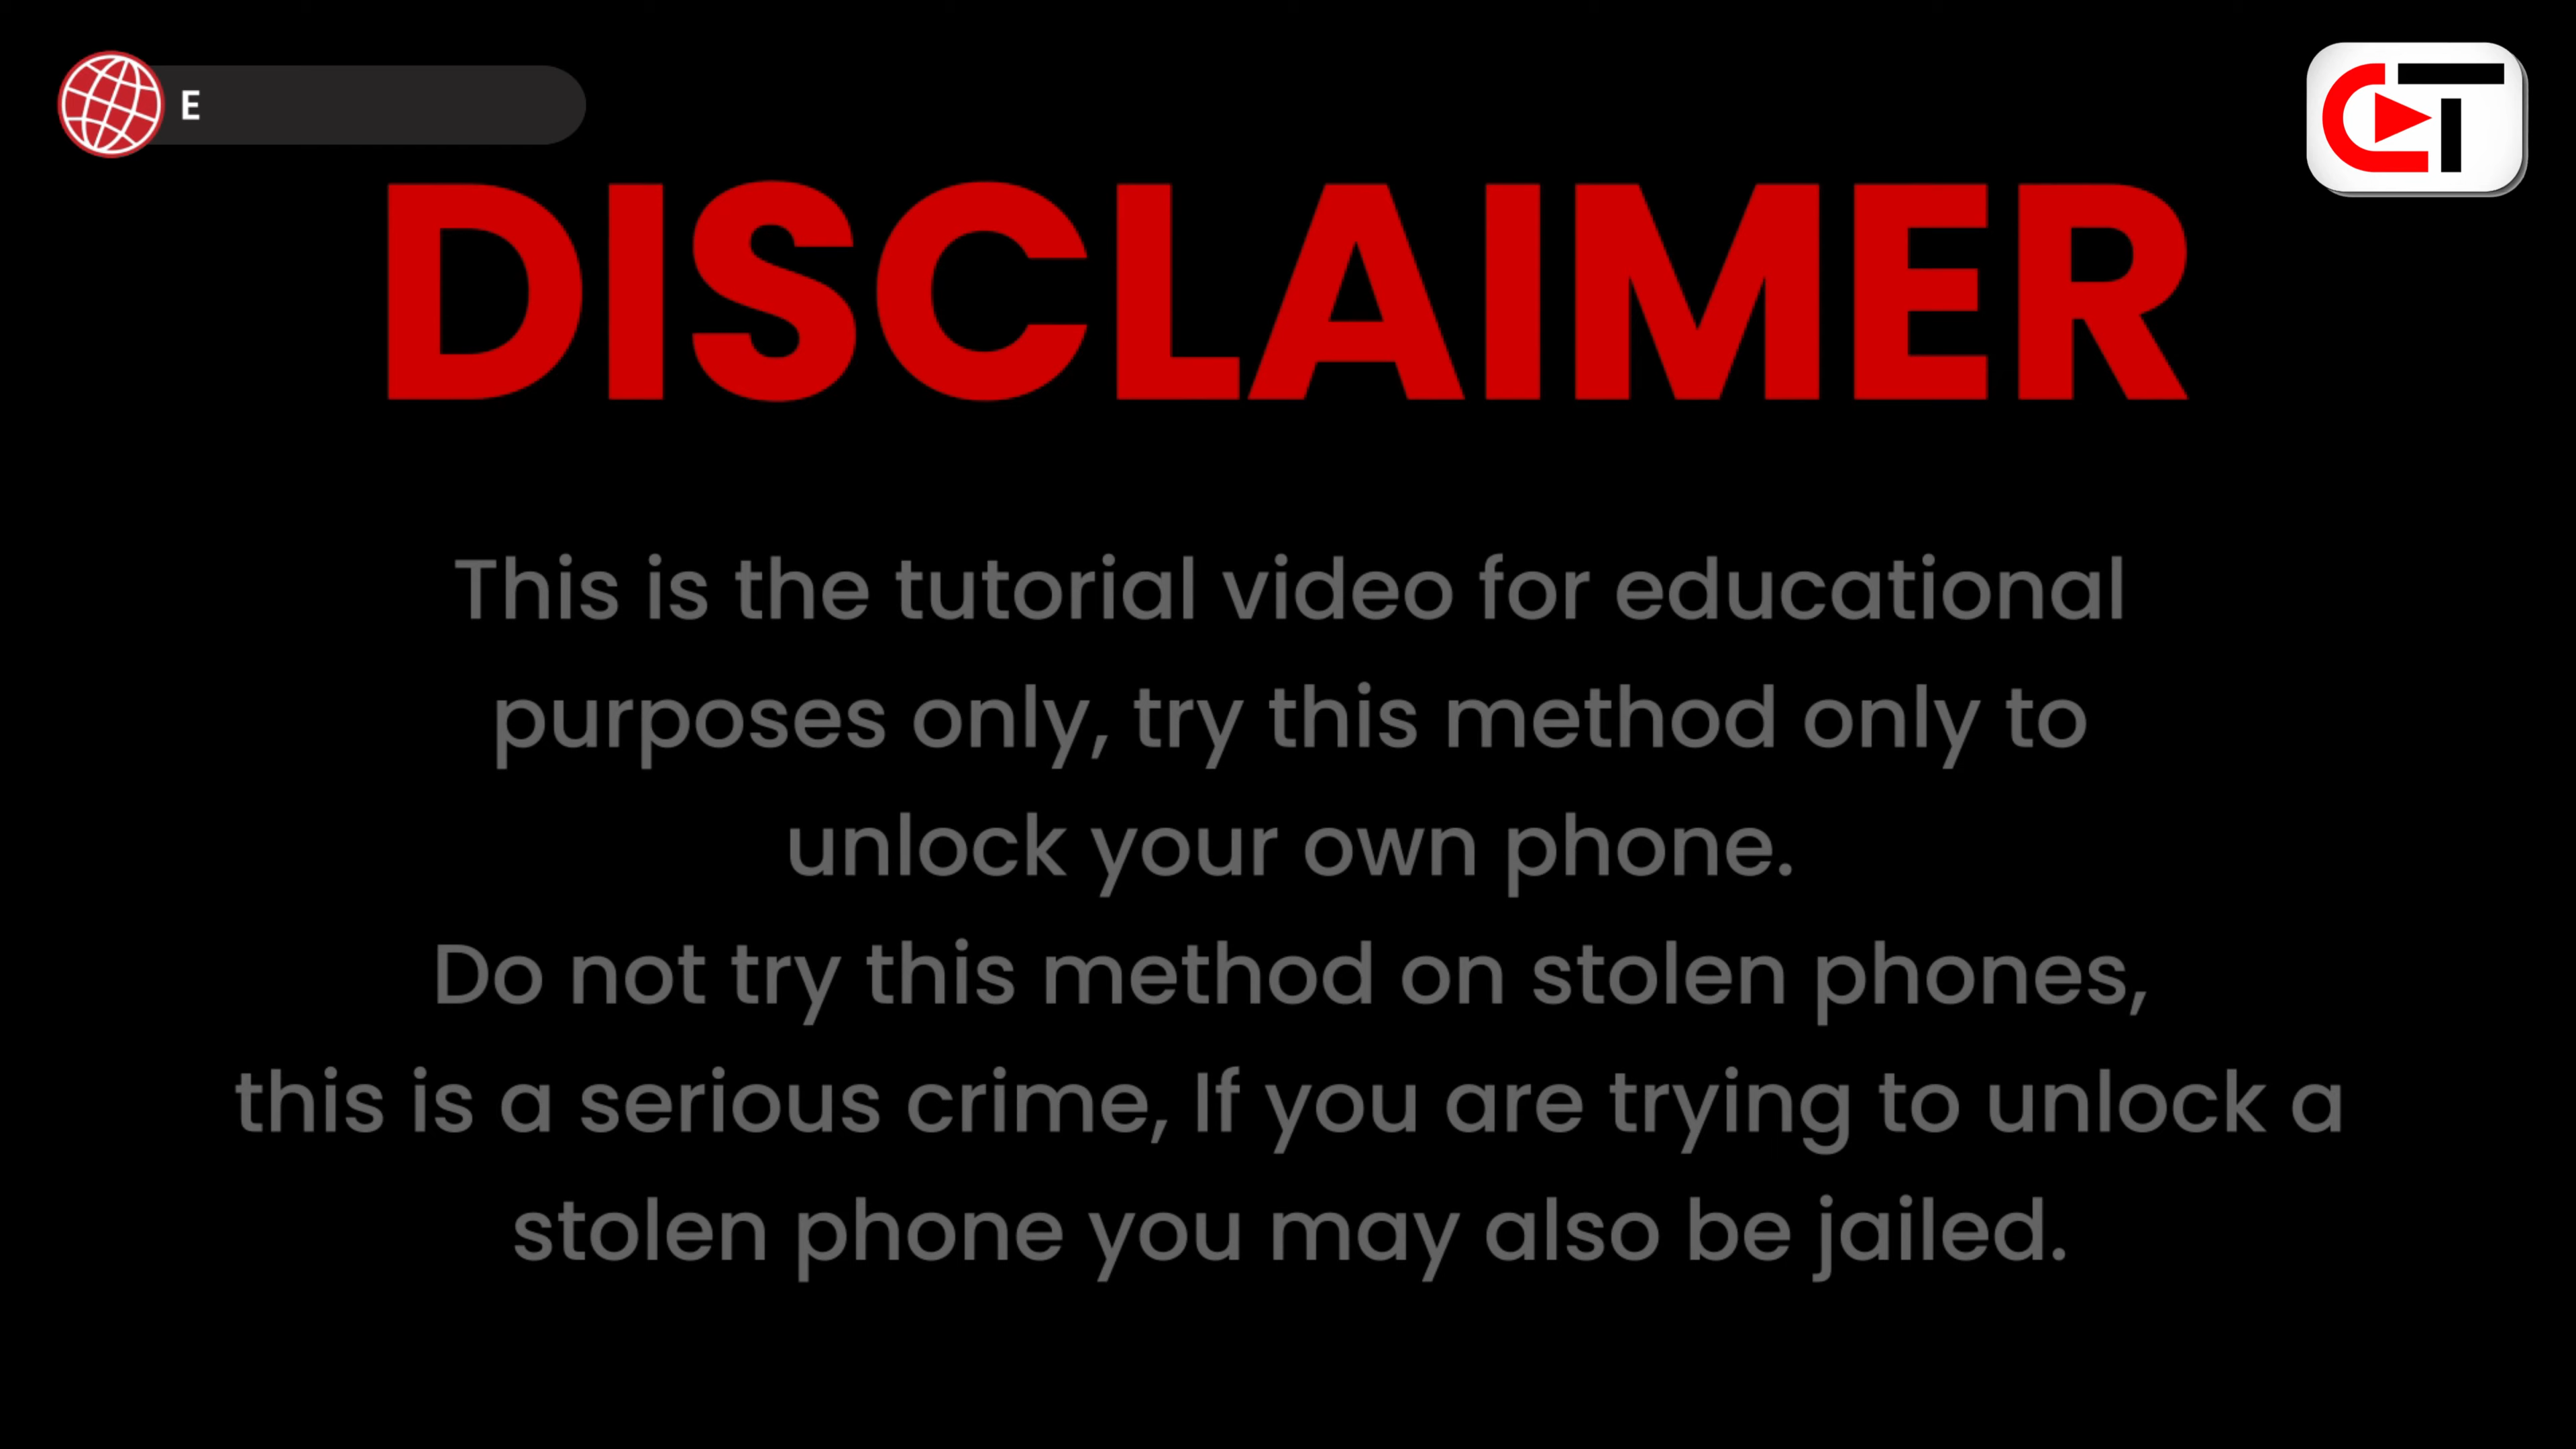 E
CT
DISCLAIMER
This is the tutorial video for educational
purposes only, try this method only to
unlock your own phone.
Do not try this method on stolen phones,
this is a serious crime, If you are trying to unlock a
stolen phone you may also be jailed.